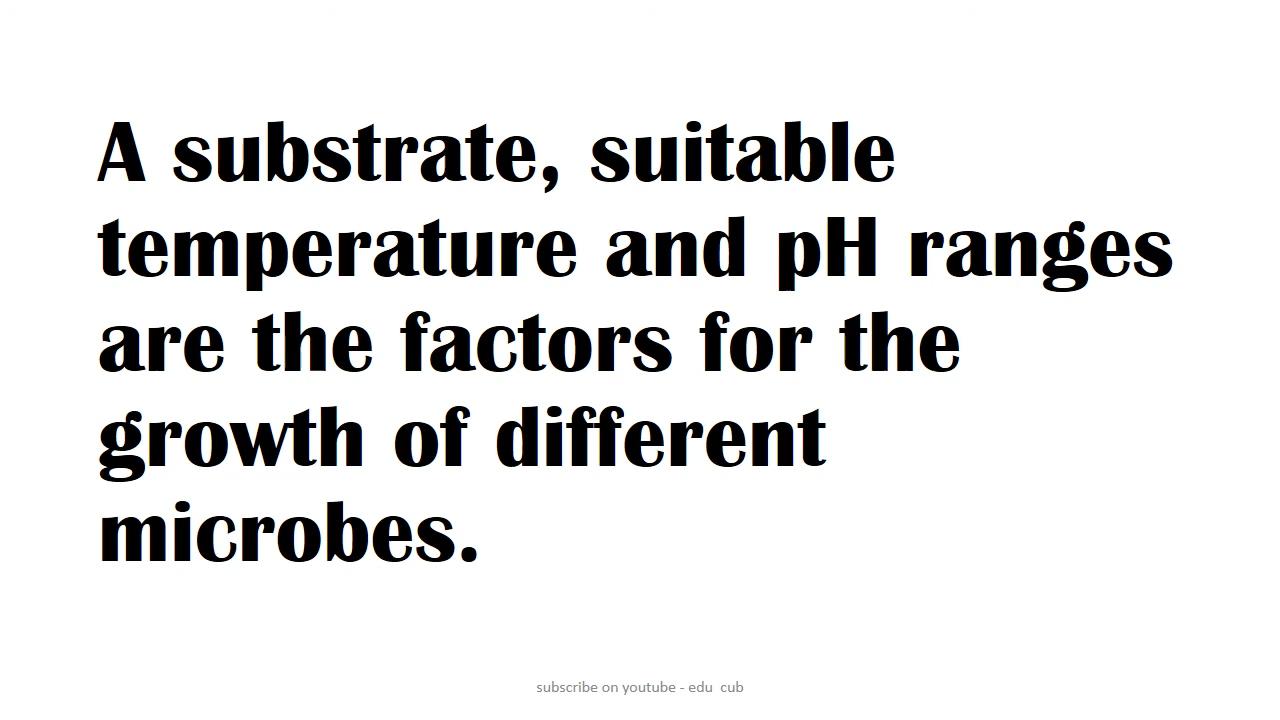 A substrate, suitable
temperature and pH ranges
are the factors for the
growth of different
microbes.
subscribe on youtube - edu  cub